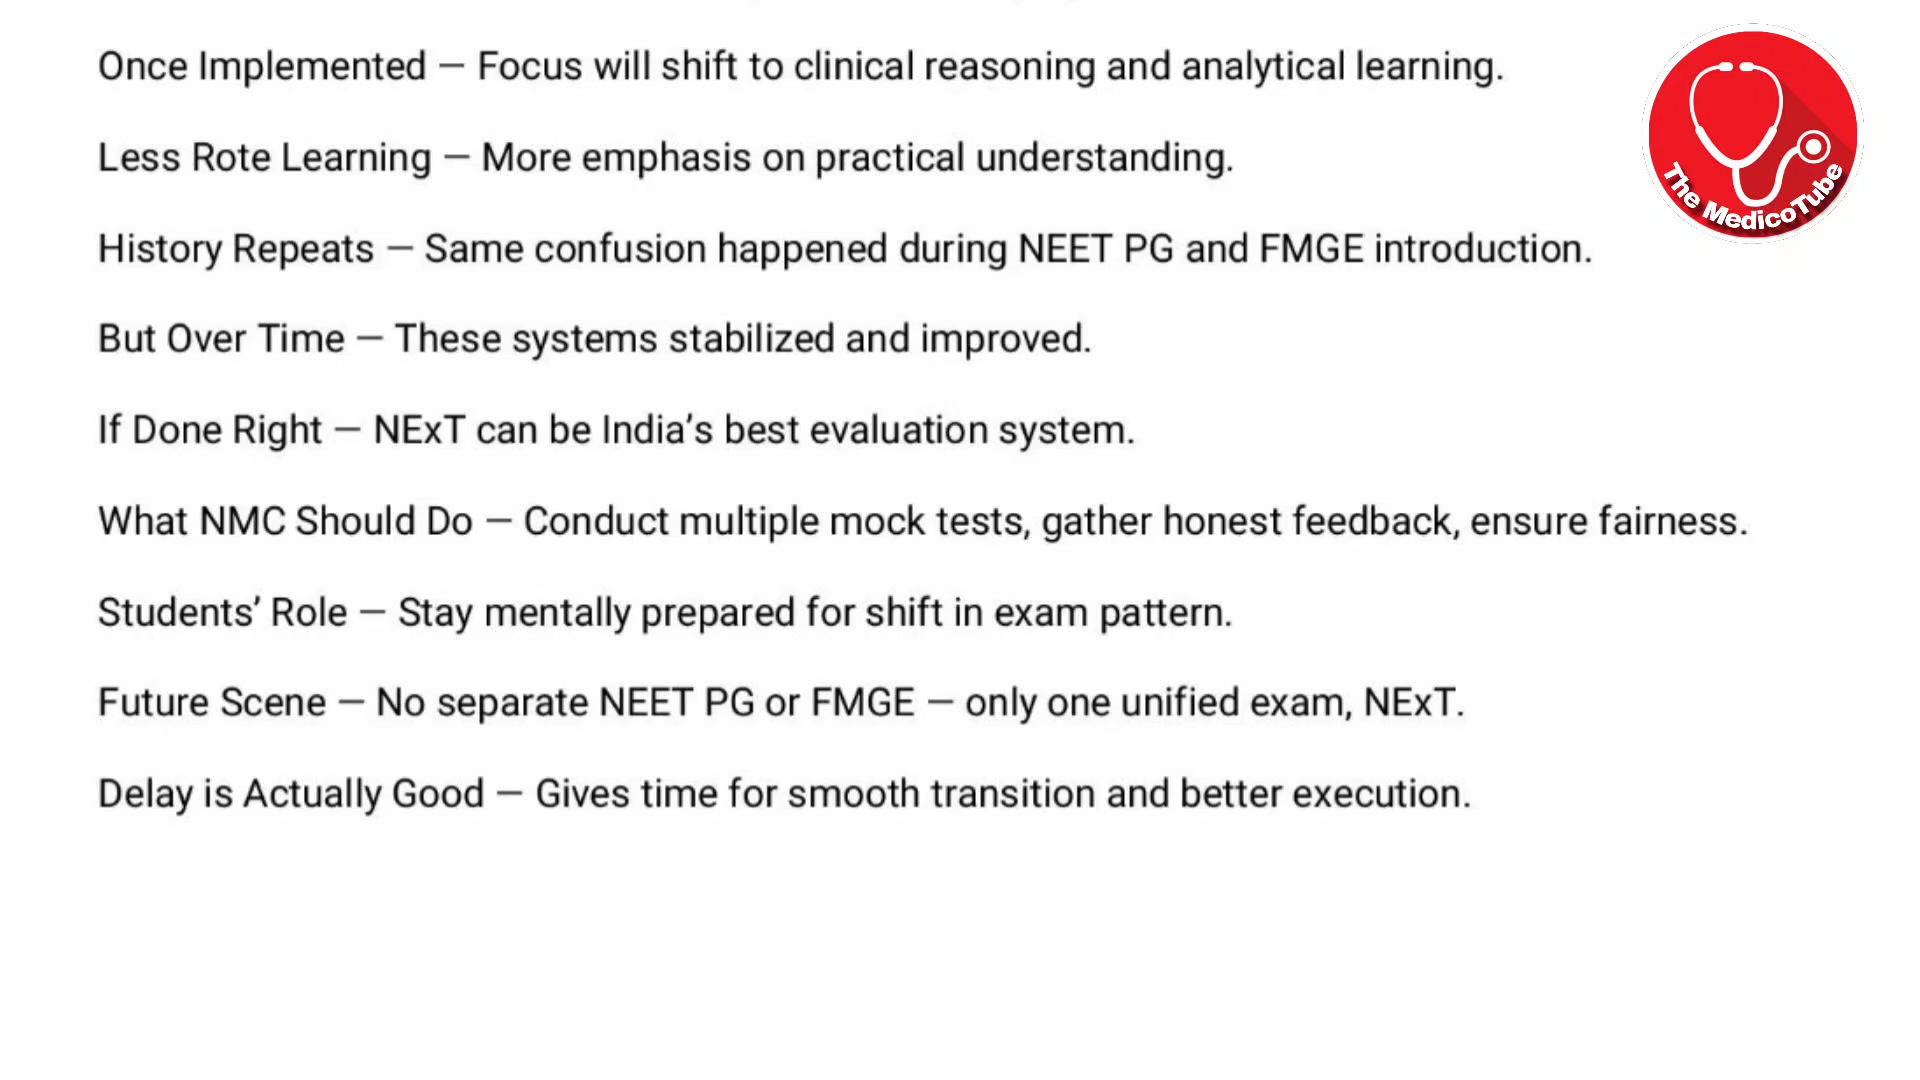 Once Implemented — Focus will shift to clinical reasoning and analytical learning.
The MedicoTube
Less Rote Learning — More emphasis on practical understanding.
History Repeats — Same confusion happened during NEET PG and FMGE introduction.
But Over Time — These systems stabilized and improved.
If Done Right — NExT can be India’s best evaluation system.
What NMC Should Do — Conduct multiple mock tests, gather honest feedback, ensure fairness.
Students’ Role — Stay mentally prepared for shift in exam pattern.
Future Scene — No separate NEET PG or FMGE — only one unified exam, NExT.
Delay is Actually Good — Gives time for smooth transition and better execution.